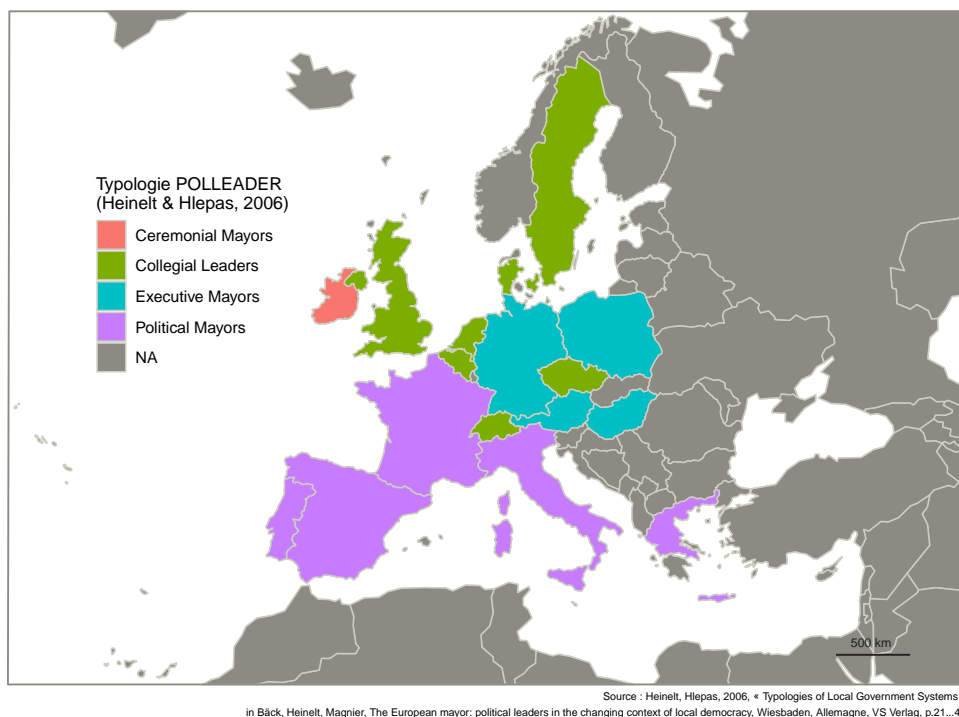 Typologie POLLEADER
(Heinelt & Hlepas, 2006)
Ceremonial Mayors
Collegial Leaders
Executive Mayors
Political Mayors
NA
500 km
Source : Heinelt, Hlepas, 2006, « Typologies of Local Government Systems
in Bäck, Heinelt, Magnier, The European mayor: political leaders in the changing context of local democracy, Wiesbaden, Allemagne, VS Verlag, p.21...4